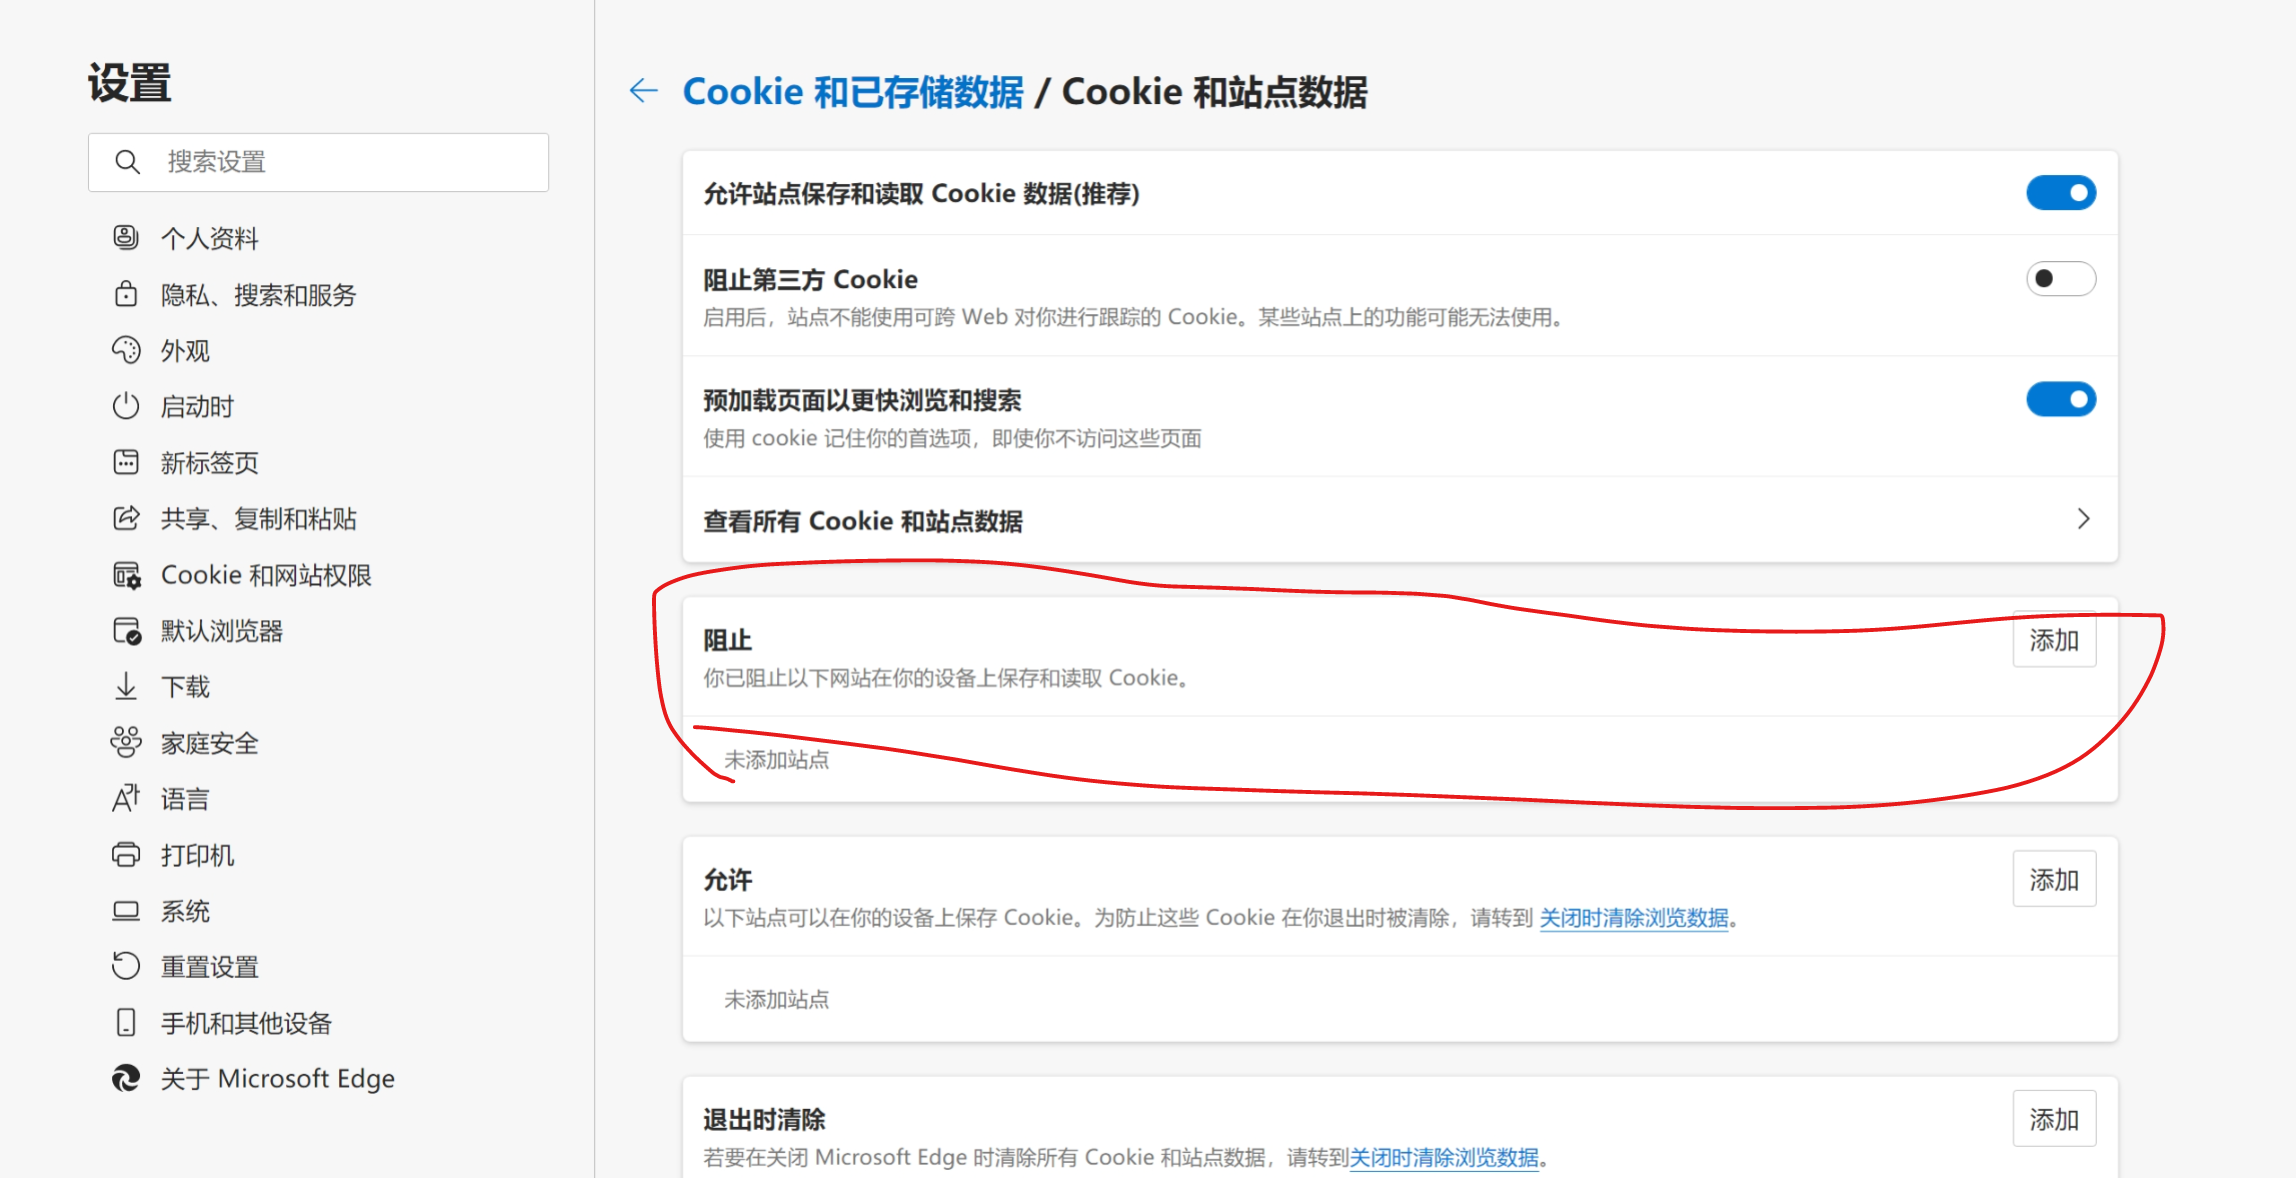 设置
搜索设置
个人资料
隐私、搜索和服务
外观
启动时
新标签页
共享、复制和粘贴
Cookie 和网站权限
默认浏览器
下载
家庭安全
语言
打印机
系统
重置设置
手机和其他设备
关于 Microsoft Edge
Cookie 和已存储数据 / Cookie 和站点数据
允许站点保存和读取 Cookie 数据(推荐)
阻止第三方 Cookie
启用后，站点不能使用可跨 Web 对你进行跟踪的 Cookie。某些站点上的功能可能无法使用。
预加载页面以更快浏览和搜索
使用 cookie 记住你的首选项，即使你不访问这些页面
查看所有 Cookie 和站点数据
阻止
添加
你已阻止以下网站在你的设备上保存和读取 Cookie。
未添加站点
允许
添加
以下站点可以在你的设备上保存 Cookie。为防止这些 Cookie 在你退出时被清除，请转到 关闭时清除浏览数据。
未添加站点
退出时清除
添加
若要在关闭 Microsoft Edge 时清除所有 Cookie 和站点数据，请转到关闭时清除浏览数据。